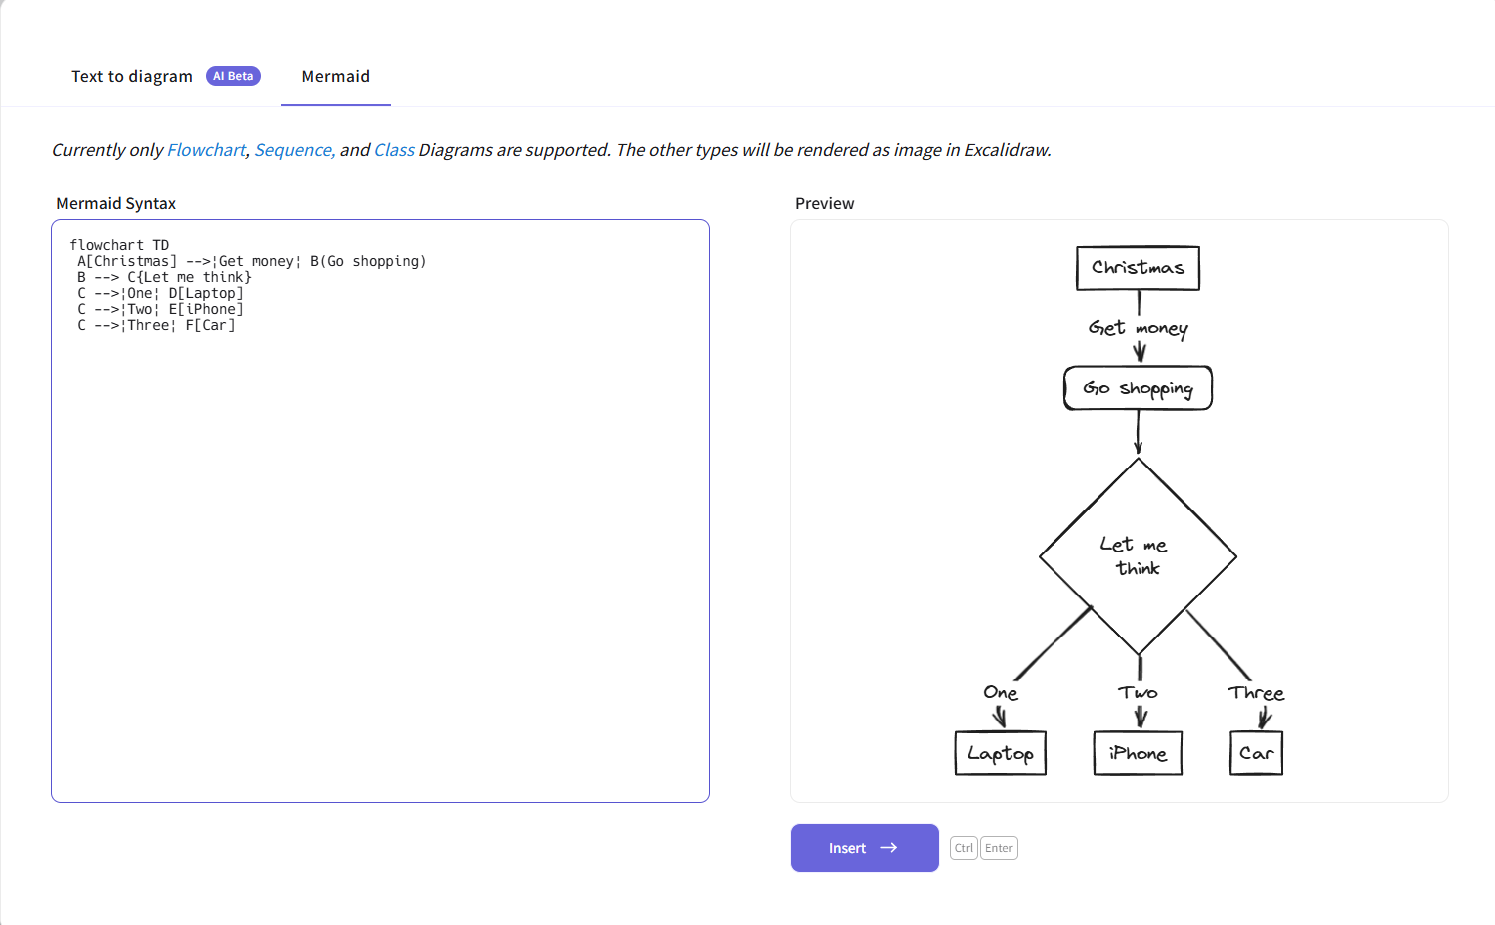 Text to diagram AI Beta Mermaid
Currently only Flowchart, Sequence, and Class Diagrams are supported. The other types will be rendered as image in Excalidraw.
Mermaid Syntax
flowchart TD
A[Christmas] -->¦Get money¦ B(Go shopping)
B --> C{Let me think}
C -->¦One¦ D[Laptop]
C -->¦Two¦ E[iPhone]
C -->¦Three¦ F[Car]
Preview
Christmas
Get money
Go shopping
Let me
think
One Two Three
Laptop iPhone Car
Insert → Ctrl Enter